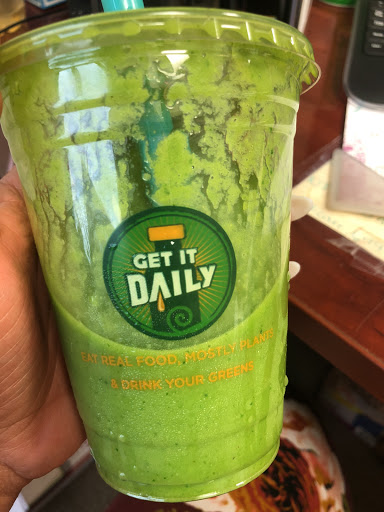 GET IT
DAILY
EAT REAL FOOD, MOSTLY PLANTS
& DRINK YOUR GREENS